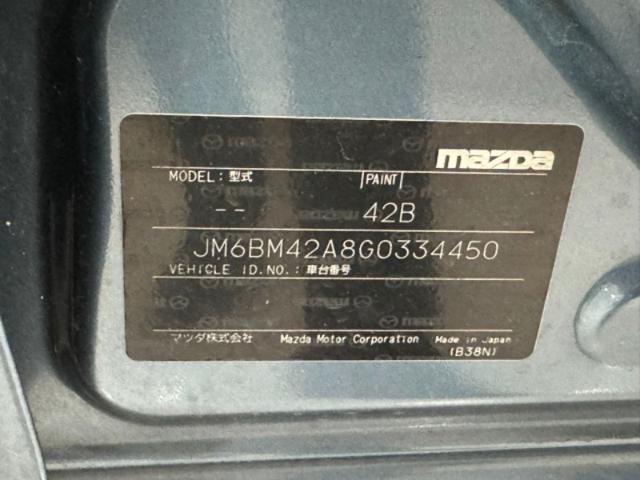 mazda
MODEL: 型式 PAINT
-- 42B
JM6BM42A8G0334450
VEHICLE ID.NO.: 車台番号
マツダ株式会社 Mazda Motor Corporation Made in Japan
(B38N)